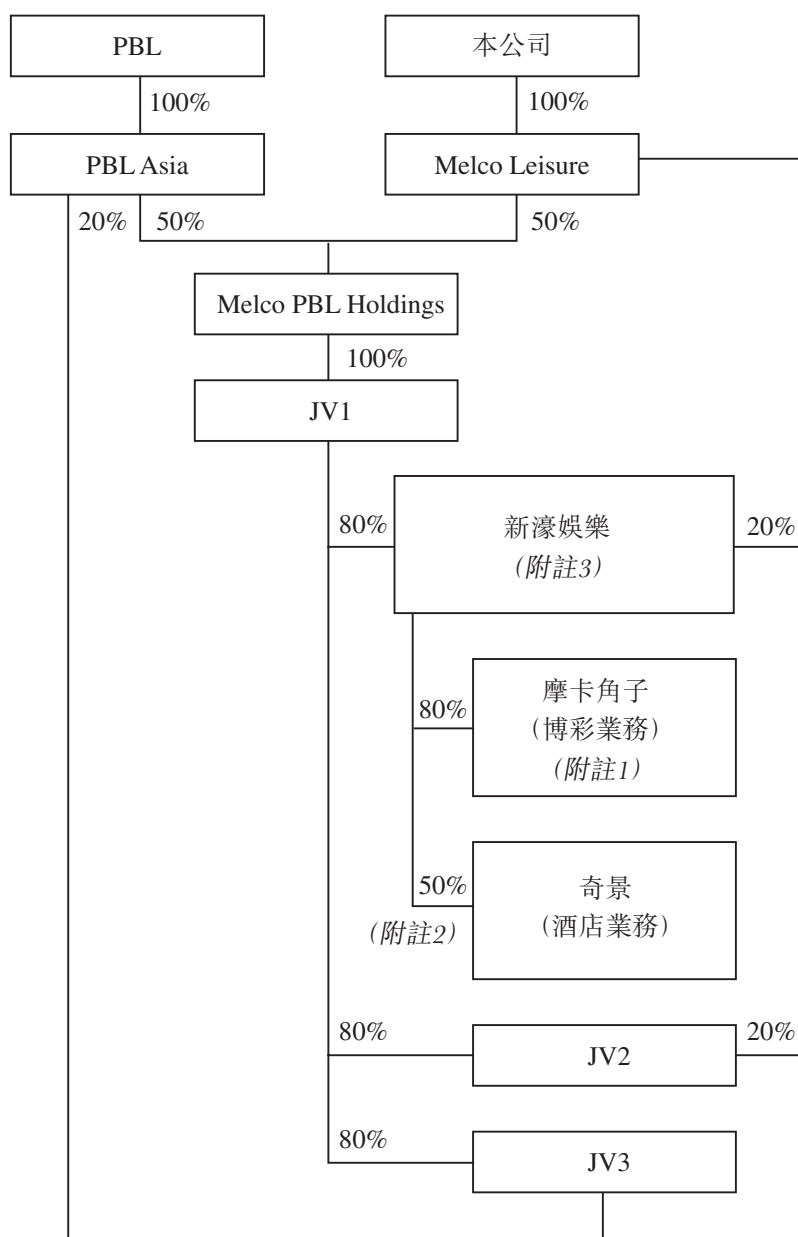 PBL
本公司
100%
100%
PBL Asia
Melco Leisure
20%
50%
50%
Melco PBL Holdings
100%
JV1
80%
新濠娛樂
(附註3)
20%
80%
摩卡角子
(博彩業務)
(附註1)
50%
(附註2)
奇景
(酒店業務)
80%
JV2
20%
80%
JV3